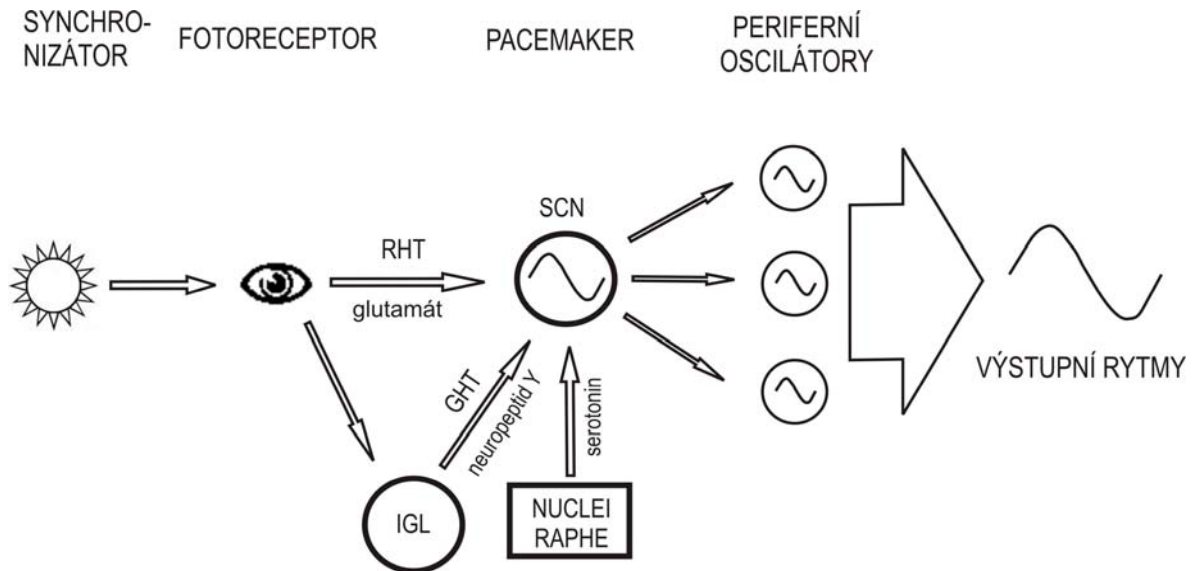 SYNCHRO-
NIZÁTOR
FOTORECEPTOR
PACEMAKER
PERIFERNÍ
OSCILÁTORY
SCN
RHT
glutamát
GHT
neuropeptid Y
serotonin
VÝSTUPNÍ RYTMY
IGL
NUCLEI
RAPHE